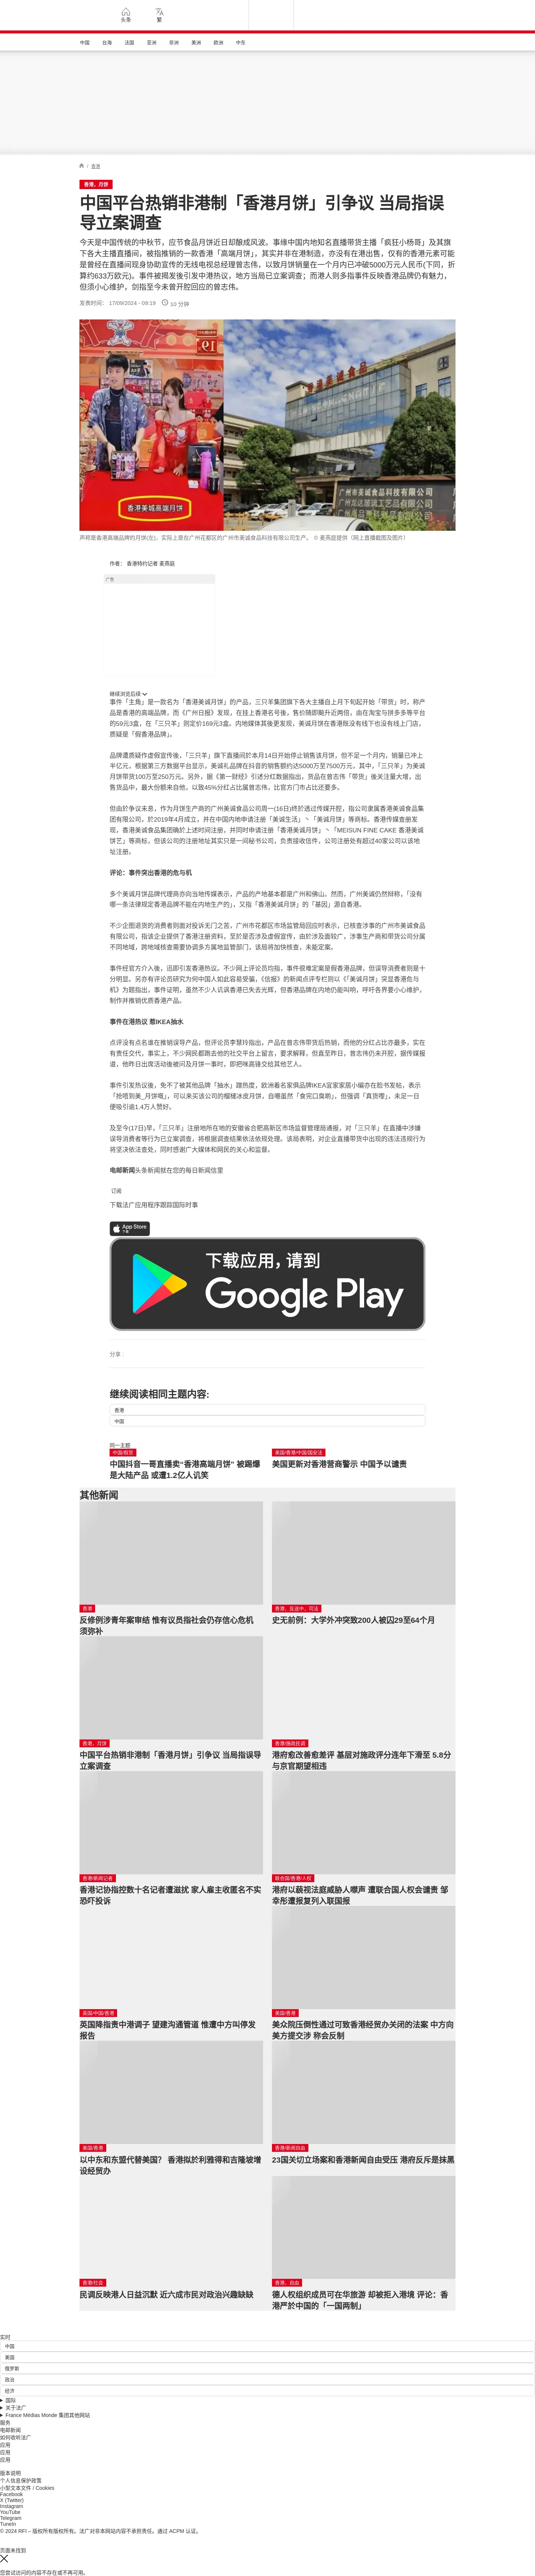 头条
繁
中国
台海
法国
亚洲
非洲
美洲
欧洲
中东
/ 首页
香港，月饼
中国平台热销非港制「香港月饼」引争议 当局指误
导立案调查
今天是中国传统的中秋节，应节食品月饼近日却酿成风波。事缘中国内地知名直播带货主播「疯狂小杨哥」及其旗
下各大主播直播间，被指推销的一款香港「高端月饼」，其实并非在港制造，亦没有在港出售，仅有的香港元素可能
是曾经在直播间现身协助宣传的无线电视总经理曾志伟，以致月饼销量在一个月内已冲破5000万元人民币(下同，折
算约633万欧元)。事件被揭发後引发中港热议，地方当局已立案调查；而港人则多指事件反映香港品牌仍有魅力，
但须小心维护，剑指至今未曾开腔回应的曾志伟。
发表时间： 17/09/2024 - 09:19
10 分钟
香港美城高端月饼
声称是香港高端品牌的月饼(左)，实际上是在广州花都区的广州市美诚食品科技有限公司生产。 © 麦燕庭提供（网上直播截图及图片）
作者： 香港特约记者 麦燕庭
广告
继续浏览后续
事件「主角」是一款名为「香港美诚月饼」的产品，三只羊集团旗下各大主播自上月下旬起开始「带货」时，称产
品是香港的高端品牌，而《广州日报》发现，在挂上香港名号後，售价随即飚升近两倍，由在淘宝与拼多多等平台
的59元3盒，在「三只羊」则定价169元3盒。内地媒体其後更发现，美诚月饼在香港既没有线下也没有线上门店，
质疑是「假香港品牌」。
品牌遭质疑作虚假宣传後，「三只羊」旗下直播间於本月14日开始停止销售该月饼，但不足一个月内，销量已冲上
半亿元。根据第三方数据平台显示，美诚礼品牌在抖音的销售额约达5000万至7500万元，其中，「三只羊」为美诚
月饼带货100万至250万元。另外，据《第一财经》引述分红数据指出，货品在曾志伟「带货」後关注量大增，出
售货品中，最大份额来自他，以致45%分红占比属曾志伟，比官方门市占比还要多。
但由於争议未息，作为月饼生产商的广州美诚食品公司周一(16日)终於透过传媒开腔，指公司隶属香港美诚食品集
团有限公司，於2019年4月成立，并在中国内地申请注册「美诚生活」丶「美诚月饼」等商标。香港传媒查册发
现，香港美诚食品集团确於上述时间注册，并同时申请注册「香港美诚月饼」丶「MEISUN FINE CAKE 香港美诚
饼艺」等商标。但该公司的注册地址其实只是一间秘书公司，负责接收信件，公司注册处有超过40家公司以该地
址注册。
评论：事件突出香港的危与机
多个美诚月饼品牌代理商亦向当地传媒表示，产品的产地基本都是广州和佛山。然而，广州美诚仍然辩称，「没有
哪一条法律规定香港品牌不能在内地生产的」，又指「香港美诚月饼」的「基因」源自香港。
不少企图退货的消费者则面对投诉无门之苦，广州市花都区市场监管局回应时表示，已核查涉事的广州市美诚食品
有限公司，指该企业提供了香港注册资料，至於是否涉及虚假宣传，由於涉及面较广，涉事生产商和带货公司分属
不同地域，跨地域核查需要协调多方属地监管部门，该局将加快核查，未能定案。
事件经官方介入後，迅即引发香港热议。不少网上评论员均指，事件很难定案是假香港品牌，但误导消费者则是十
分明显。另亦有评论员研究为何中国人如此容易受骗，《信报》的新闻点评专栏则以《｢美诚月饼｣ 突显香港危与
机》为题指出，事件证明，虽然不少人讥讽香港已失去光辉，但香港品牌在内地仍能叫响，呼吁各界要小心维护，
制作并推销优质香港产品。
事件在港热议 惹IKEA抽水
点评没有点名谁在推销误导产品，但评论员李慧玲指出，产品在曾志伟带货后热销，而他的分红占比亦最多，实在
有责任交代，事实上，不少网民都跑去他的社交平台上留言，要求解释，但直至昨日，曾志伟仍未开腔，据传媒报
道，他昨日出席活动後被问及月饼一事时，即把咪高锋交给其他艺人。
事件引发热议後，免不了被其他品牌「抽水」蹭热度，欧洲着名家俱品牌IKEA宜家家居小编亦在脸书发帖，表示
「抢唔到美_月饼嘅」，可以来买该公司的榴槤冰皮月饼，自嘲虽然「食完口臭啲」，但强调「真货嚟」，未足一日
便吸引逾1.4万人赞好。
及至今(17日)早，「三只羊」注册地所在地的安徽省合肥高新区市场监督管理局通报，对「三只羊」在直播中涉嫌
误导消费者等行为已立案调查，将根据调查结果依法依规处理。该局表明，对企业直播带货中出现的违法违规行为
将坚决依法查处，同时感谢广大媒体和网民的关心和监督。
电邮新闻头条新闻就在您的每日新闻信里
订阅
下载法广应用程序跟踪国际时事
App Store
下载
下载应用，请到
Google Play
分享 :
继续阅读相同主题内容:
香港
中国
同一主题
中国/假货
中国抖音一哥直播卖“香港高端月饼” 被踢爆
是大陆产品 或遭1.2亿人讥笑
美国/香港/中国/国安法
美国更新对香港营商警示 中国予以谴责
其他新闻
香港
反修例涉青年案审结 惟有议员指社会仍存信心危机
须弥补
香港、反送中、司法
史无前例：大学外冲突致200人被囚29至64个月
香港，月饼
中国平台热销非港制「香港月饼」引争议 当局指误导
立案调查
香港/施政民调
港府愈改善愈差评 基层对施政评分连年下滑至 5.8分
与京官期望相违
香港/新闻记者
香港记协指控数十名记者遭滋扰 家人雇主收匿名不实
恐吓投诉
联合国/香港/人权
港府以藐视法庭威胁人噤声 遭联合国人权会谴责 邹
幸彤遭报复列入联国报
英国/中国/香港
英国降指责中港调子 望建沟通管道 惟遭中方叫停发
报告
美国/香港
美众院压倒性通过可致香港经贸办关闭的法案 中方向
美方提交涉 称会反制
美国/香港
以中东和东盟代替美国？ 香港拟於利雅得和吉隆坡增
设经贸办
香港/新闻自由
23国关切立场案和香港新闻自由受压 港府反斥是抹黑
香港/社会
民调反映港人日益沉默 近六成市民对政治兴趣缺缺
香港、自由
德人权组织成员可在华旅游 却被拒入港境 评论：香
港严於中国的「一国两制」
实时
中国
美国
俄罗斯
政治
经济
国际
关于法广
France Médias Monde 集团其他网站
服务
电邮新闻
如何收听法广
应用
应用
应用
版本说明
个人信息保护政策
小型文本文件 / Cookies
Facebook
X (Twitter)
Instagram
YouTube
Telegram
TuneIn
© 2024 RFI – 版权所有版权所有。法广对非本网站内容不承担责任。通过 ACPM 认证。
页面未找到
您尝试访问的内容不存在或不再可用。